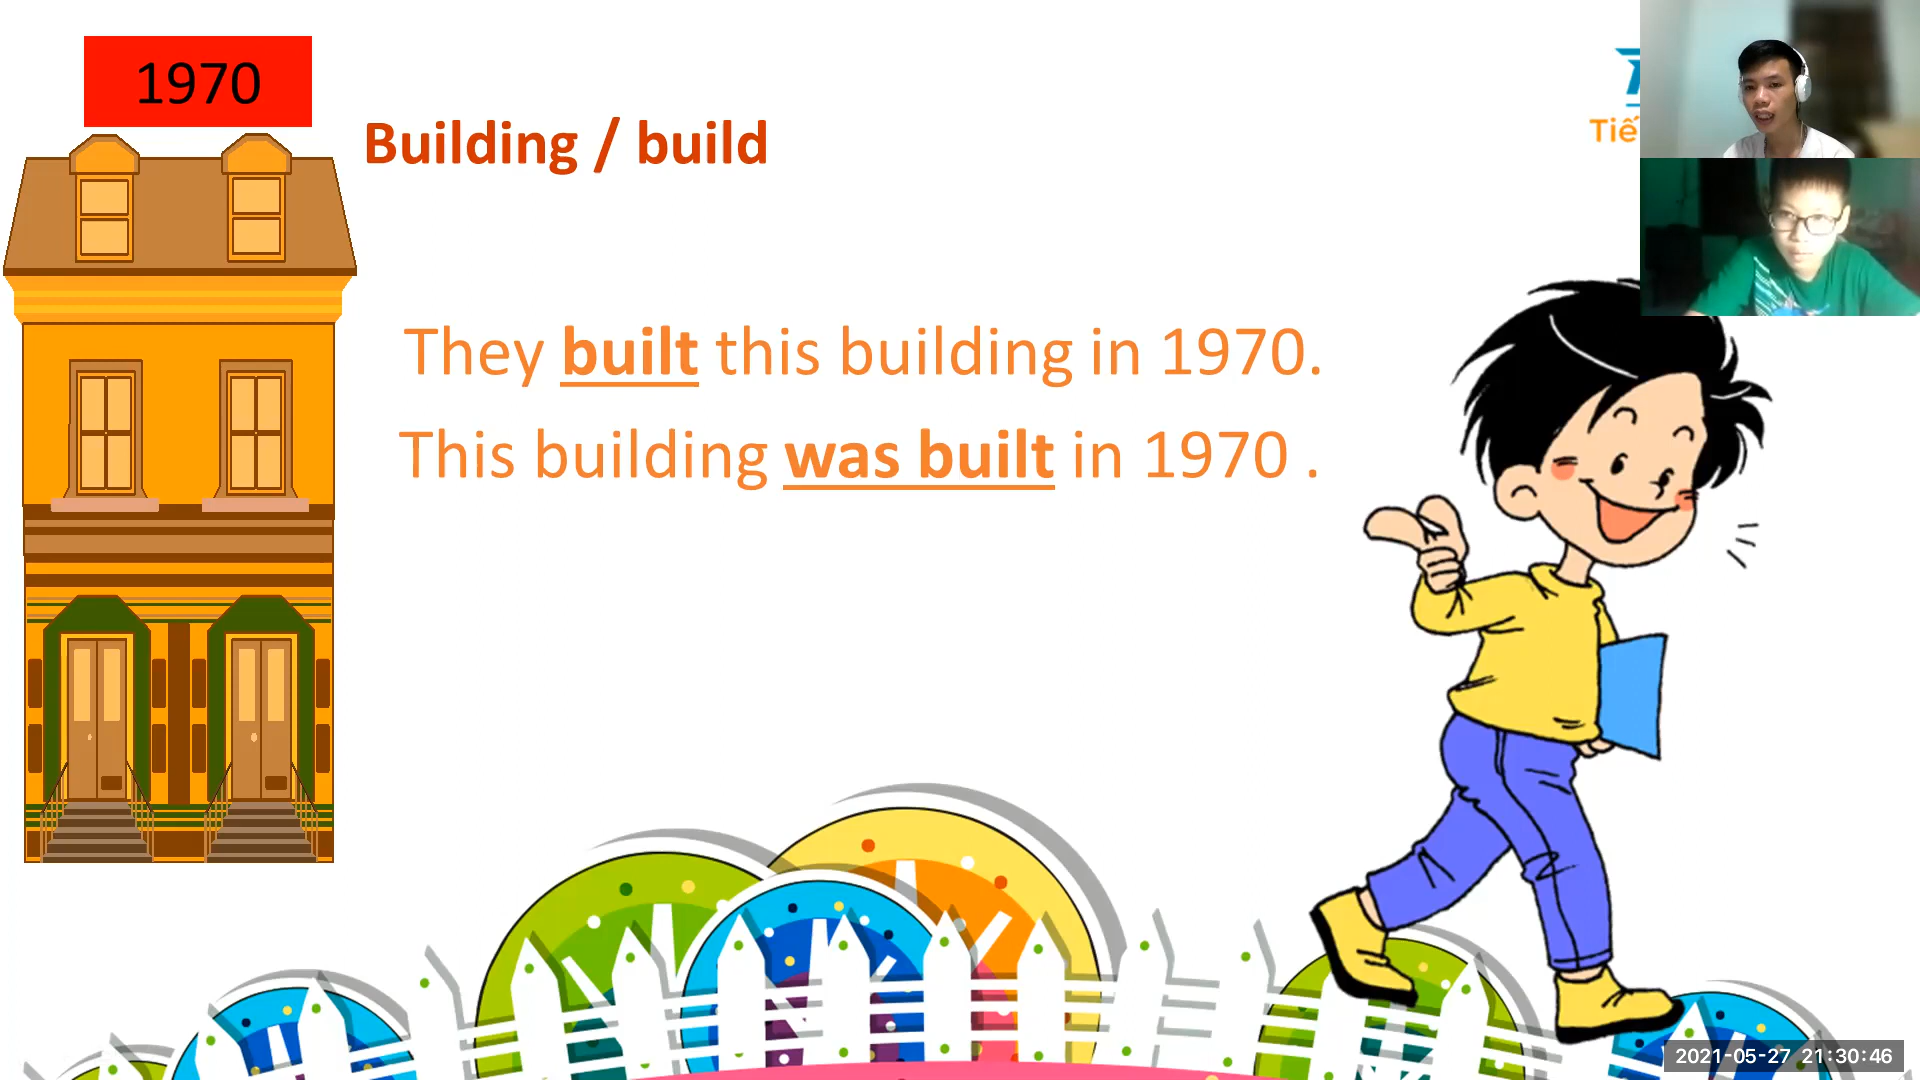 1970
Building / build
Tiế
They built this building in 1970.
This building was built in 1970 .
2021-05-27 21:30:46